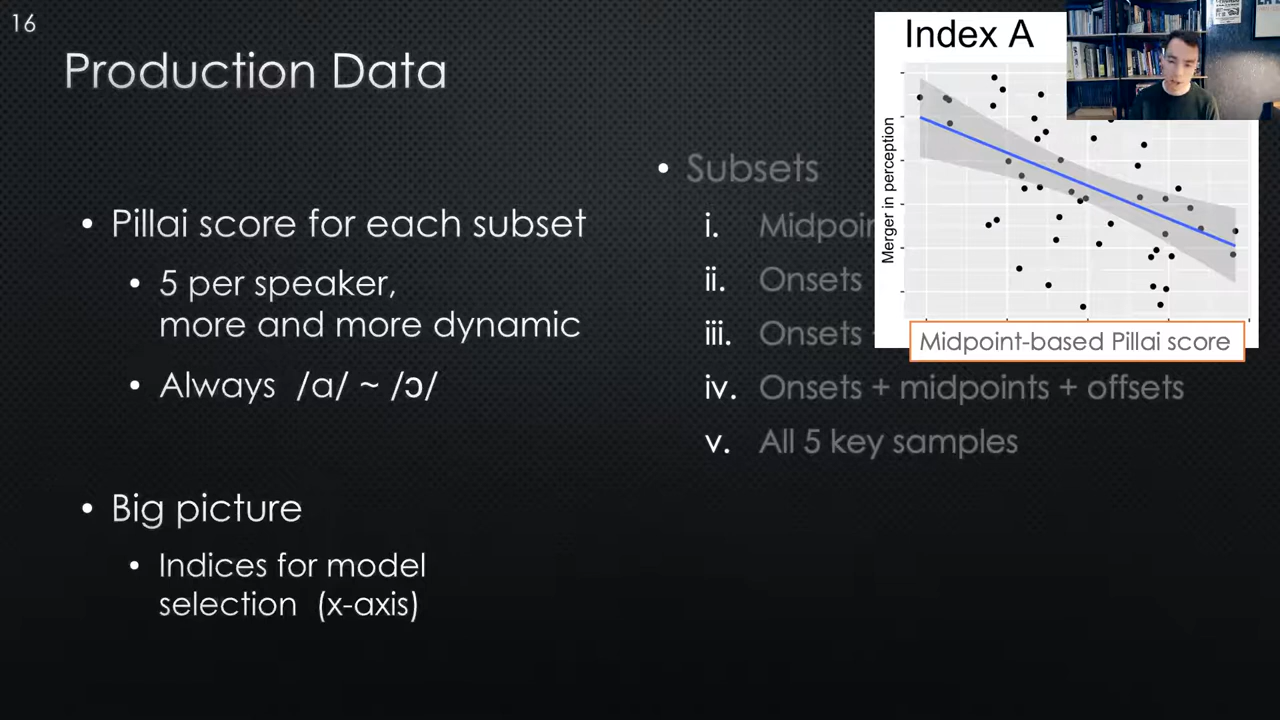 16
Production Data
• Pillai score for each subset
• 5 per speaker,
more and more dynamic
• Always /ɑ/ ~ /ɔ/
• Big picture
• Indices for model
selection (x-axis)
• Subsets
i.
ii. Onsets
iii. Onsets
iv. Onsets + midpoints + offsets
v. All 5 key samples
Index A
Merger in perception
Midpoint-based Pillai score